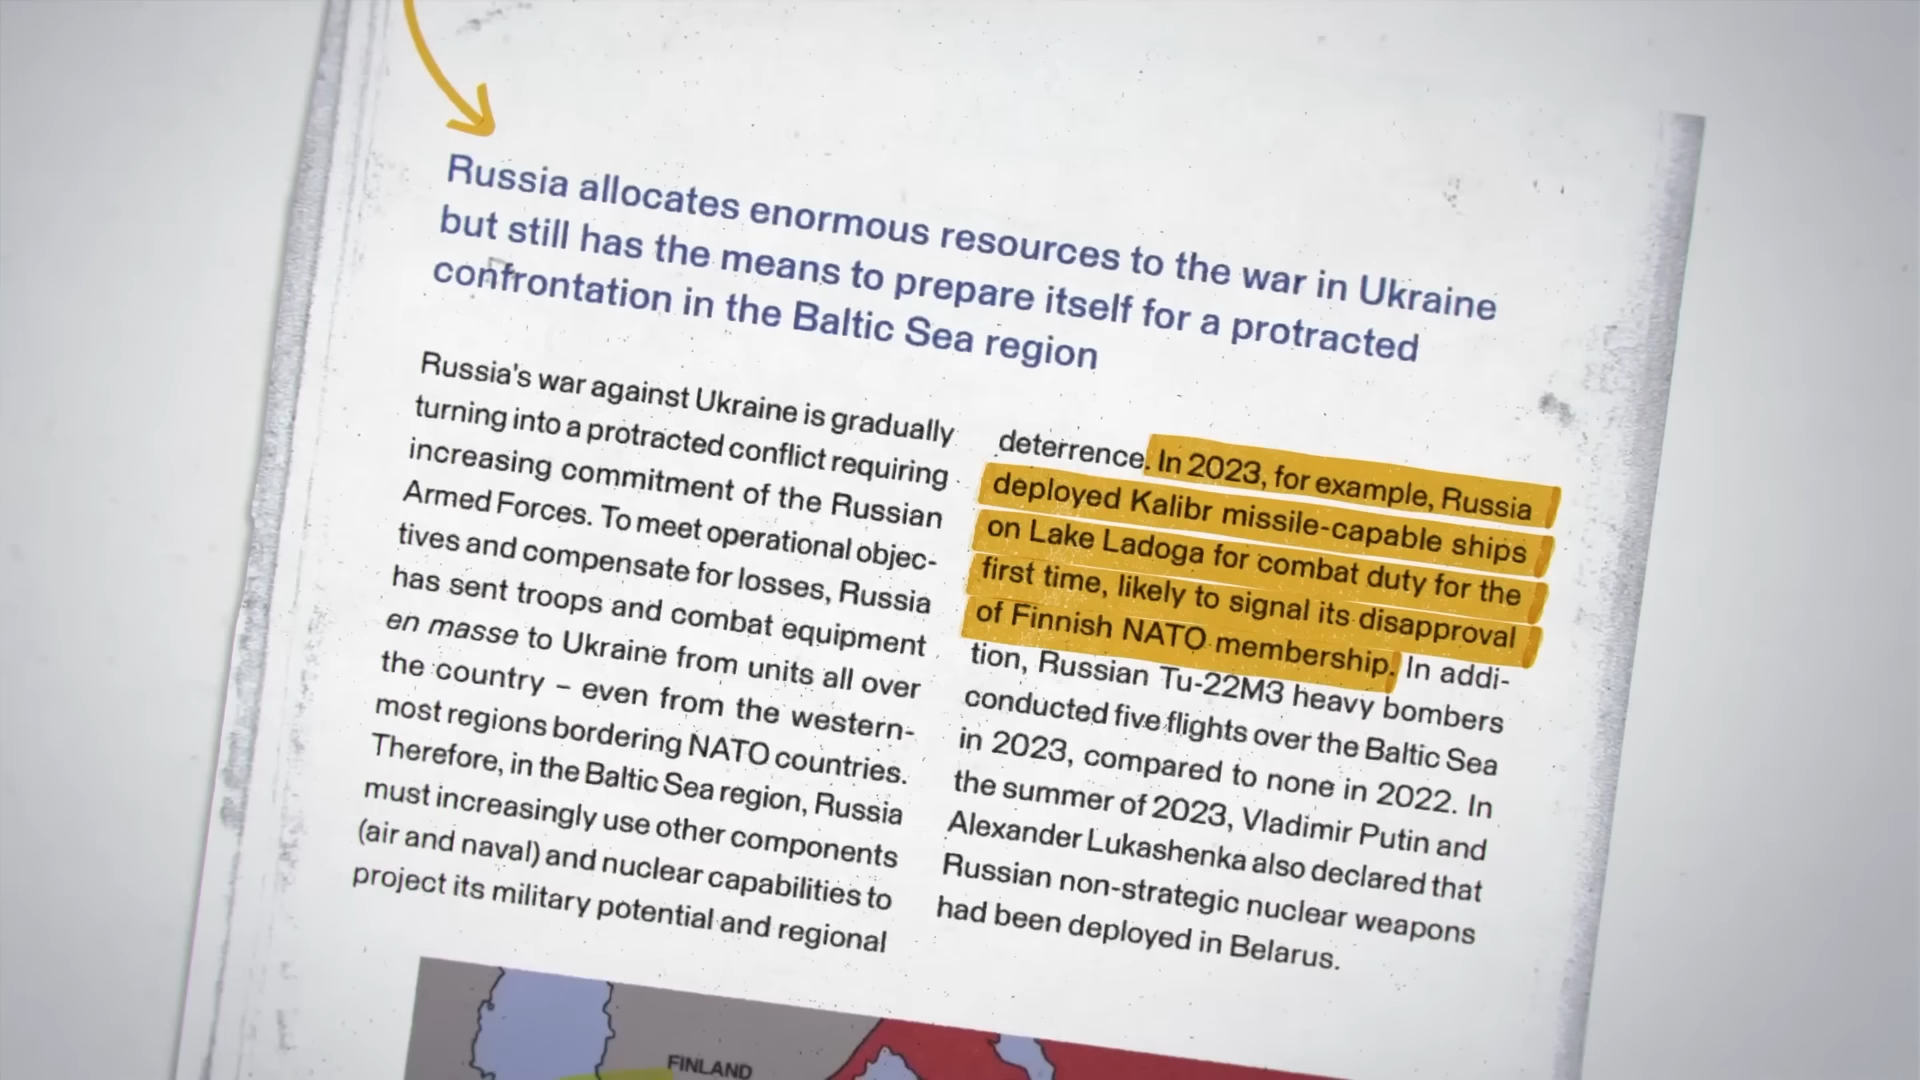 Russia allocates enormous resources to the war in Ukraine
but still has the means to prepare itself for a protracted
confrontation in the Baltic Sea region
Russia's war against Ukraine is gradually
turning into a protracted conflict requiring
increasing commitment of the Russian
Armed Forces. To meet operational objec-
tives and compensate for losses, Russia
has sent troops and combat equipment
en masse to Ukraine from units all over
the country – even from the western-
most regions bordering NATO countries.
Therefore, in the Baltic Sea region, Russia
must increasingly use other components
(air and naval) and nuclear capabilities to
project its military potential and regional
deterrence. In 2023, for example, Russia
deployed Kalibr missile-capable ships
on Lake Ladoga for combat duty for the
first time, likely to signal its disapproval
of Finnish NATO membership. In addi-
tion, Russian Tu-22M3 heavy bombers
conducted five flights over the Baltic Sea
in 2023, compared to none in 2022. In
the summer of 2023, Vladimir Putin and
Alexander Lukashenka also declared that
Russian non-strategic nuclear weapons
had been deployed in Belarus.
FINLAND